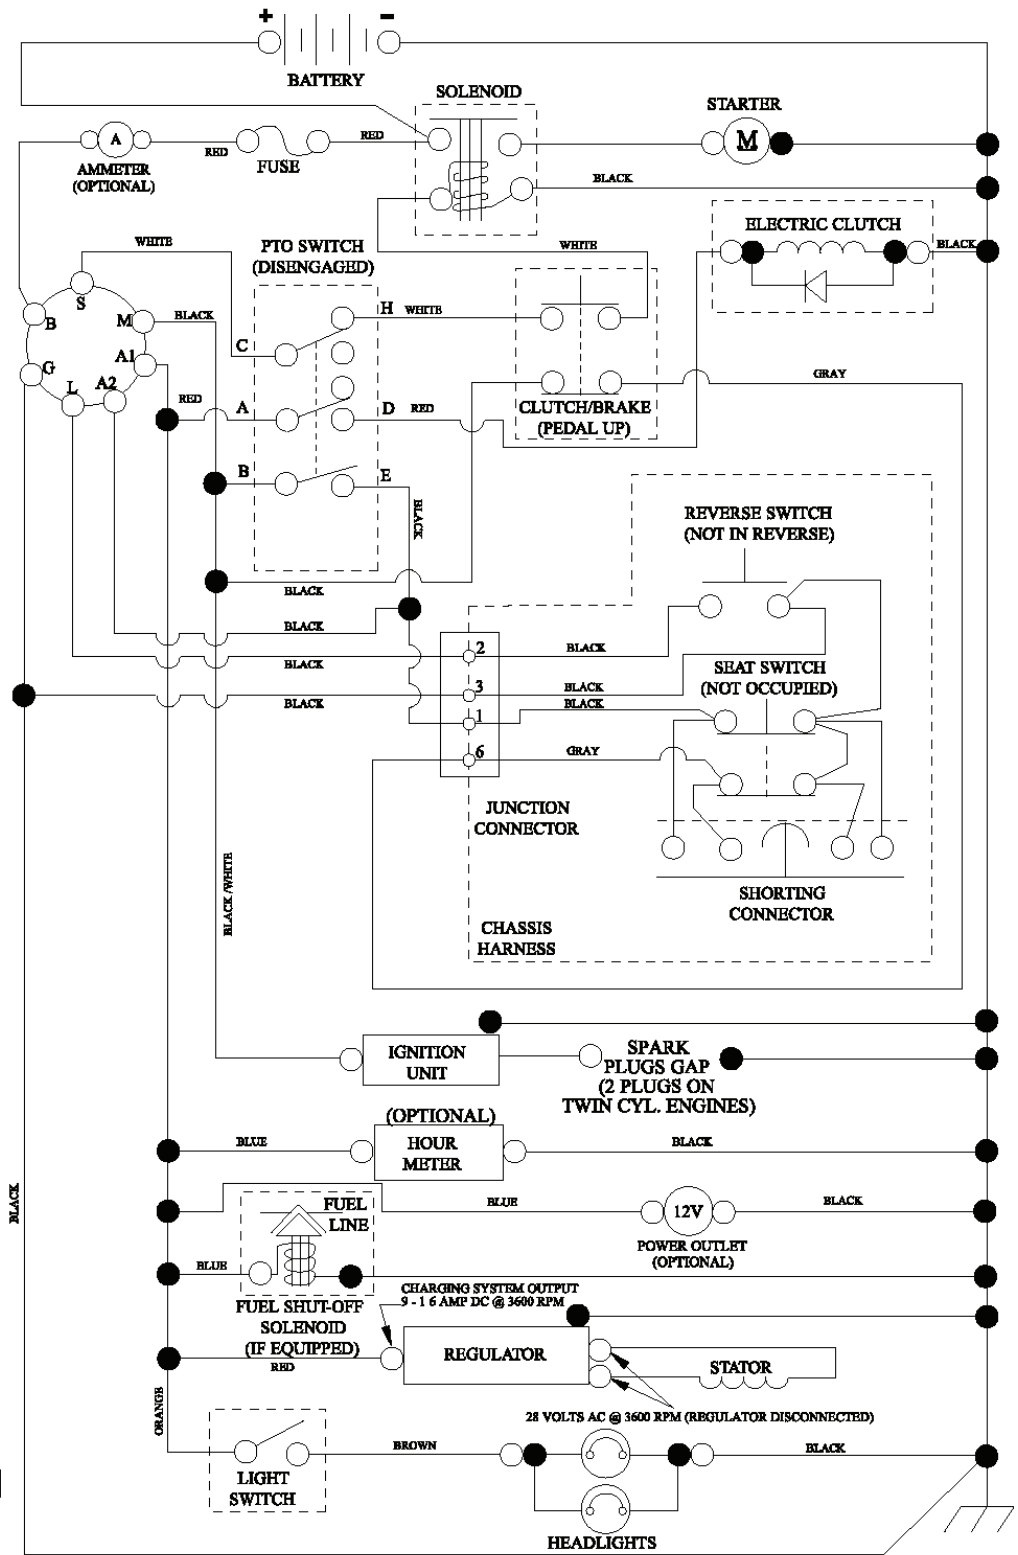 + -
BATTERY
SOLENOID
STARTER
M
A
AMMETER
(OPTIONAL)
RED
FUSE
RED
BLACK
WHITE
PTO SWITCH
(DISENGAGED)
WHITE
ELECTRIC CLUTCH
BLACK
S
B
M
BLACK
G
A1
L
A2
H
WHITE
C
RED
A
D
RED
CLUTCH/BRAKE
(PEDAL UP)
GRAY
B
E
BLACK
REVERSE SWITCH
(NOT IN REVERSE)
BLACK
BLACK
BLACK
2
BLACK
SEAT SWITCH
(NOT OCCUPIED)
BLACK
3
BLACK
BLACK
1
6
GRAY
JUNCTION
CONNECTOR
BLACK /WHITE
SHORTING
CONNECTOR
CHASSIS
HARNESS
IGNITION
UNIT
SPARK
PLUGS GAP
(2 PLUGS ON
TWIN CYL. ENGINES)
(OPTIONAL)
BLUE
HOUR
METER
BLACK
BLACK
FUEL
LINE
BLUE
12V
BLACK
POWER OUTLET
(OPTIONAL)
BLUE
FUEL SHUT-OFF
SOLENOID
(IF EQUIPPED)
CHARGING SYSTEM OUTPUT
9 - 1 6 AMP DC @ 3600 RPM
RED
REGULATOR
STATOR
28 VOLTS AC @ 3600 RPM (REGULATOR DISCONNECTED)
ORANGE
LIGHT
SWITCH
BROWN
BLACK
HEADLIGHTS